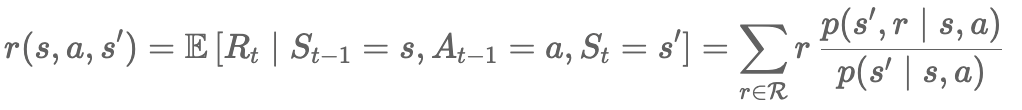 r(s, a, s′) = 𝔼 [R_t | S_{t−1} = s, A_{t−1} = a, S_t = s′] = ∑_{r∈ℛ} r p(s′, r | s, a) / p(s′ | s, a)